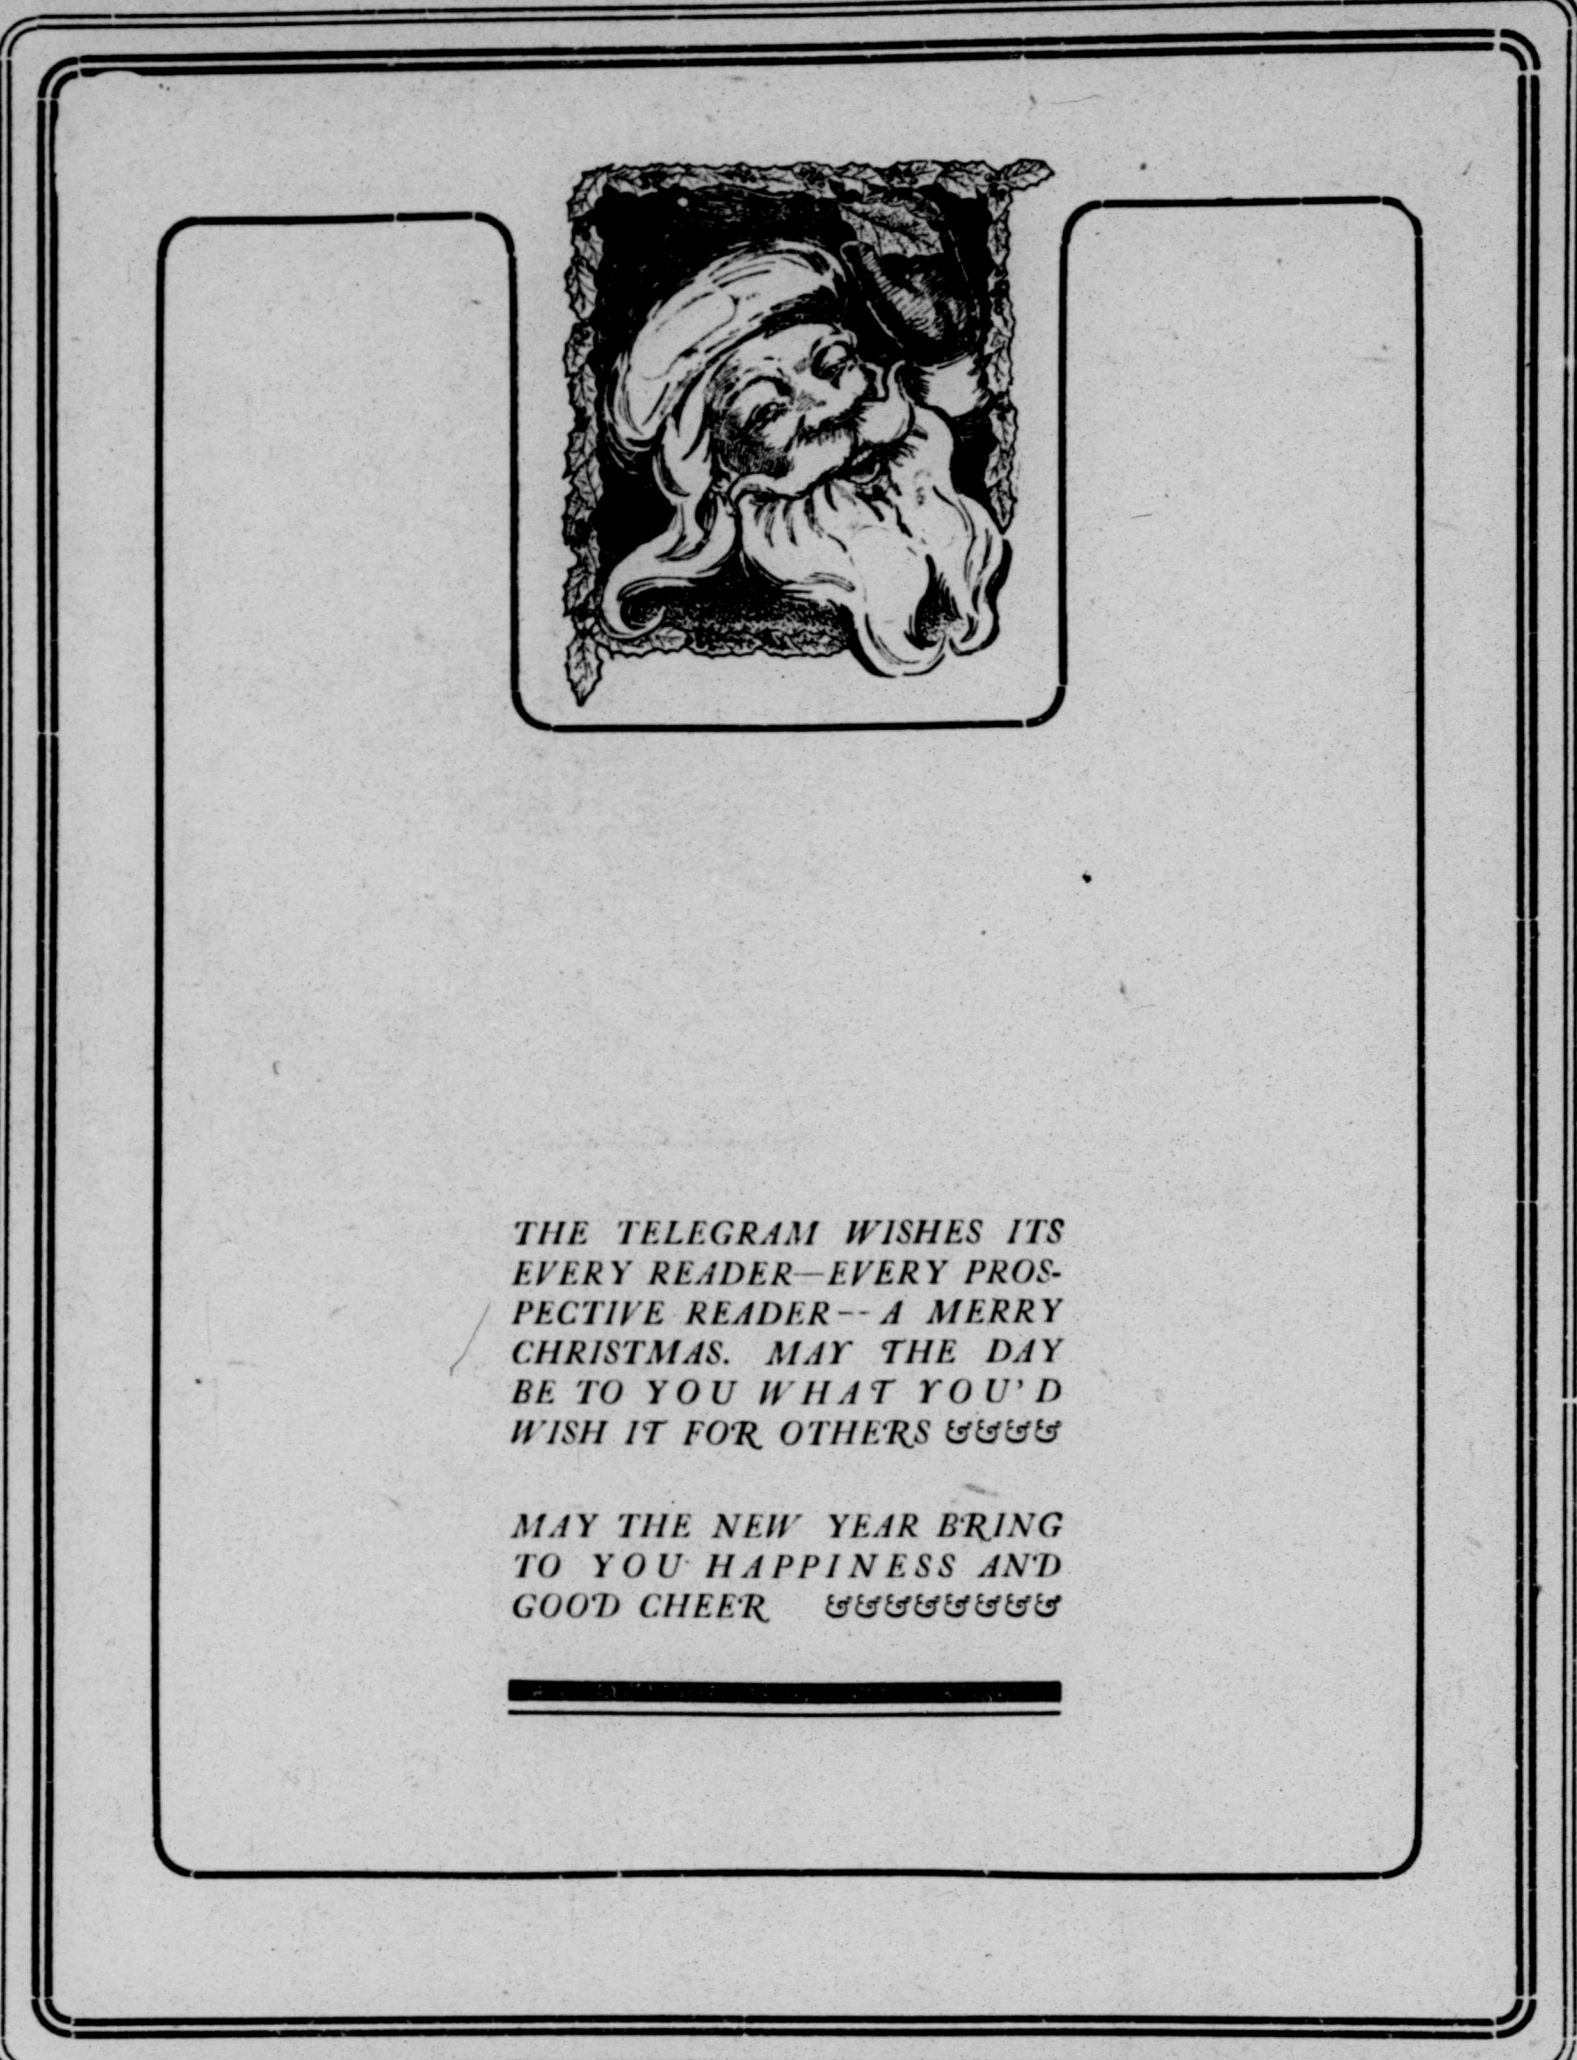 THE TELEGRAM WISHES ITS
EVERY READER—EVERY PROS-
PECTIVE READER--A MERRY
CHRISTMAS. MAY THE DAY
BE TO YOU WHAT YOU'D
WISH IT FOR OTHERS &&&&
MAY THE NEW YEAR BRING
TO YOU HAPPINESS AND
GOOD CHEER &&&&&&&&